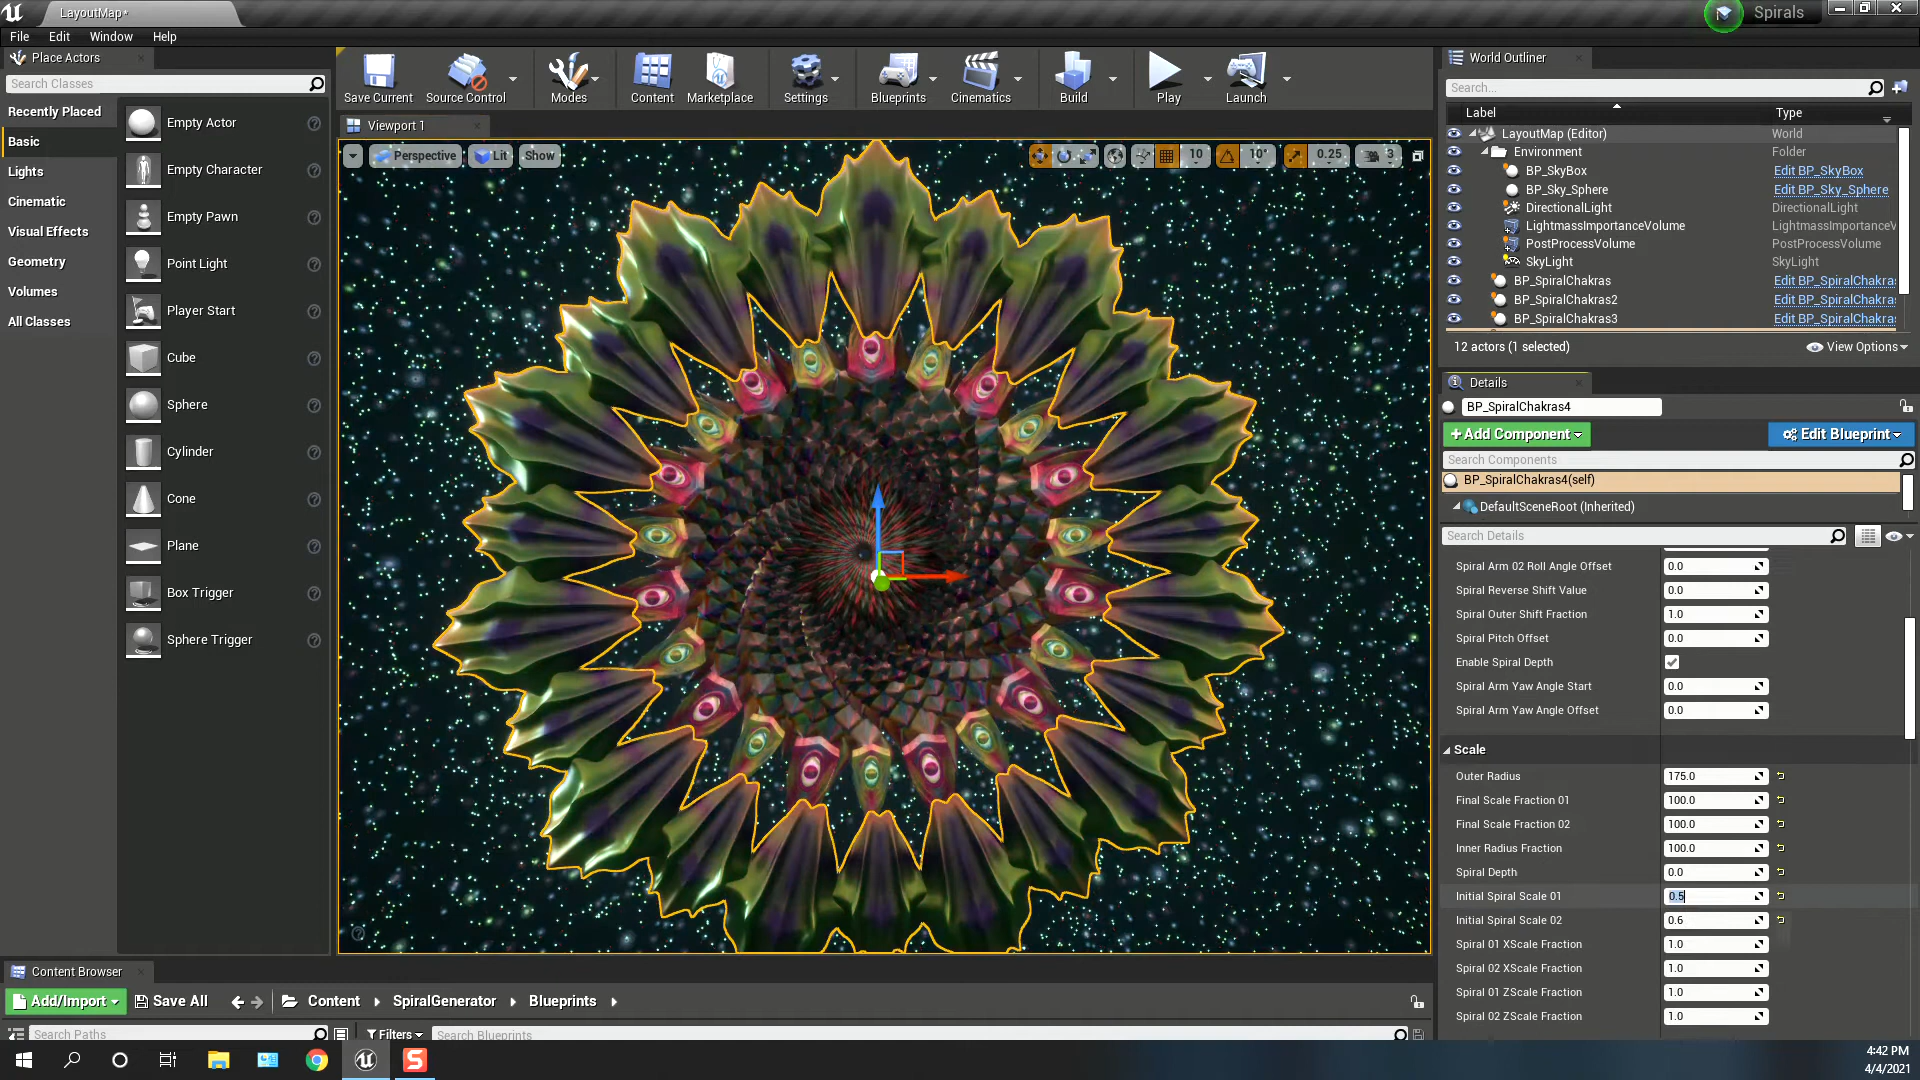 LayoutMap*
Spirals
File Edit Window Help
Place Actors
Search Classes
Recently Placed
Basic
Lights
Cinematic
Visual Effects
Geometry
Volumes
All Classes
Empty Actor
Empty Character
Empty Pawn
Point Light
Player Start
Cube
Sphere
Cylinder
Cone
Plane
Box Trigger
Sphere Trigger
Save Current
Source Control
Modes
Content
Marketplace
Settings
Blueprints
Cinematics
Build
Play
Launch
Viewport 1
Perspective Lit Show
10 10° 0.25 3
World Outliner
Search...
Label Type
LayoutMap (Editor) World
Environment Folder
BP_SkyBox Edit BP_SkyBox
BP_Sky_Sphere Edit BP_Sky_Sphere
DirectionalLight DirectionalLight
LightmassImportanceVolume LightmassImportanceV
PostProcessVolume PostProcessVolume
SkyLight SkyLight
BP_SpiralChakras Edit BP_SpiralChakras
BP_SpiralChakras2 Edit BP_SpiralChakras
BP_SpiralChakras3 Edit BP_SpiralChakras
12 actors (1 selected) View Options
Details
BP_SpiralChakras4
+Add Component Edit Blueprint
Search Components
BP_SpiralChakras4(self)
DefaultSceneRoot (Inherited)
Search Details
Spiral Arm 02 Roll Angle Offset 0.0
Spiral Reverse Shift Value 0.0
Spiral Outer Shift Fraction 1.0
Spiral Pitch Offset 0.0
Enable Spiral Depth
Spiral Arm Yaw Angle Start 0.0
Spiral Arm Yaw Angle Offset 0.0
Scale
Outer Radius 175.0
Final Scale Fraction 01 100.0
Final Scale Fraction 02 100.0
Inner Radius Fraction 100.0
Spiral Depth 0.0
Initial Spiral Scale 01 0.5
Initial Spiral Scale 02 0.6
Spiral 01 XScale Fraction 1.0
Spiral 02 XScale Fraction 1.0
Spiral 01 ZScale Fraction 1.0
Spiral 02 ZScale Fraction 1.0
Content Browser
Add/Import Save All Content SpiralGenerator Blueprints
Search Paths Filters Search Blueprints
4:42 PM
4/4/2021